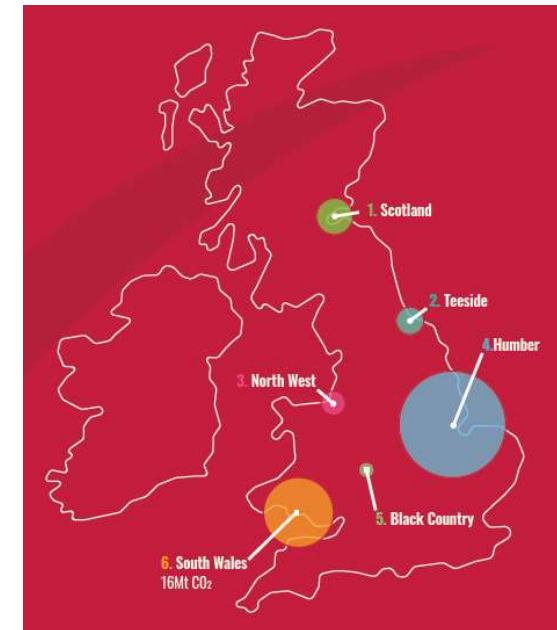 1. Scotland
2. Teeside
4.Humber
3. North West
5. Black Country
6. South Wales
16Mt CO₂